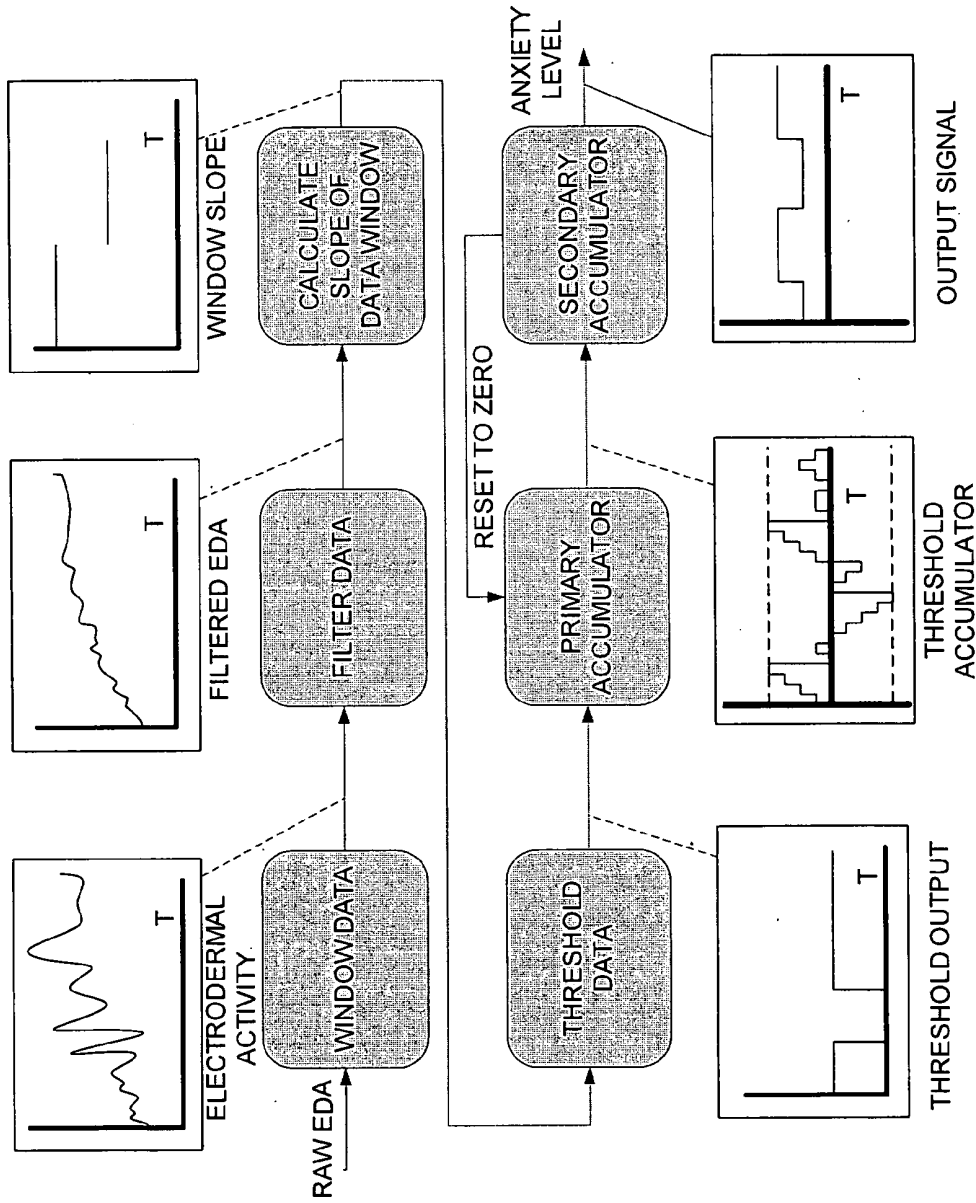 T
T
T
ELECTRODERMAL
ACTIVITY
FILTERED EDA
WINDOW SLOPE
RAW EDA
WINDOW DATA
FILTER DATA
CALCULATE
SLOPE OF
DATA WINDOW
RESET TO ZERO
THRESHOLD
DATA
PRIMARY
ACCUMULATOR
SECONDARY
ACCUMULATOR
ANXIETY
LEVEL
T
T
T
THRESHOLD OUTPUT
THRESHOLD
ACCUMULATOR
OUTPUT SIGNAL